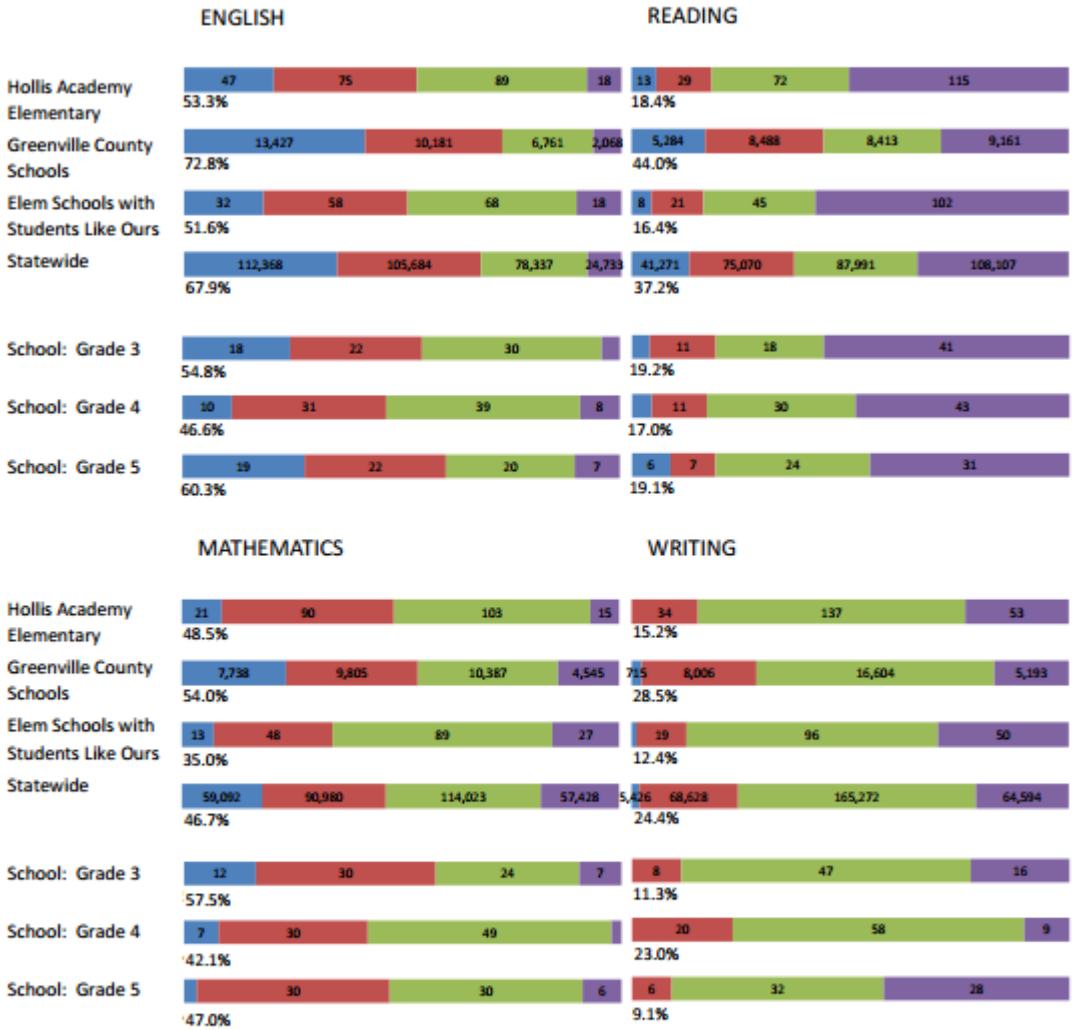 ENGLISH READING
Hollis Academy 47 75 89 18 13 29 72 115
Elementary 53.3% 18.4%
Greenville County 13,427 10,181 6,761 2,068 5,284 8,488 8,413 9,161
Schools 72.8% 44.0%
Elem Schools with 32 58 68 18 8 21 45 102
Students Like Ours 51.6% 16.4%
Statewide 112,368 105,684 78,337 24,733 41,271 75,070 87,991 108,107
67.9% 37.2%
School: Grade 3 18 22 30 11 18 41
54.8% 19.2%
School: Grade 4 10 31 39 8 11 30 43
46.6% 17.0%
School: Grade 5 19 22 20 7 6 7 24 31
60.3% 19.1%
MATHEMATICS WRITING
Hollis Academy 21 90 103 15 34 137 53
Elementary 48.5% 15.2%
Greenville County 7,738 9,805 10,387 4,545 715 8,006 16,604 5,193
Schools 54.0% 28.5%
Elem Schools with 13 48 89 27 19 96 50
Students Like Ours 35.0% 12.4%
Statewide 59,092 90,980 114,023 57,428 5,426 68,628 165,272 64,594
46.7% 24.4%
School: Grade 3 12 30 24 7 8 47 16
57.5% 11.3%
School: Grade 4 7 30 49 20 58 9
42.1% 23.0%
School: Grade 5 30 30 6 6 32 28
47.0% 9.1%